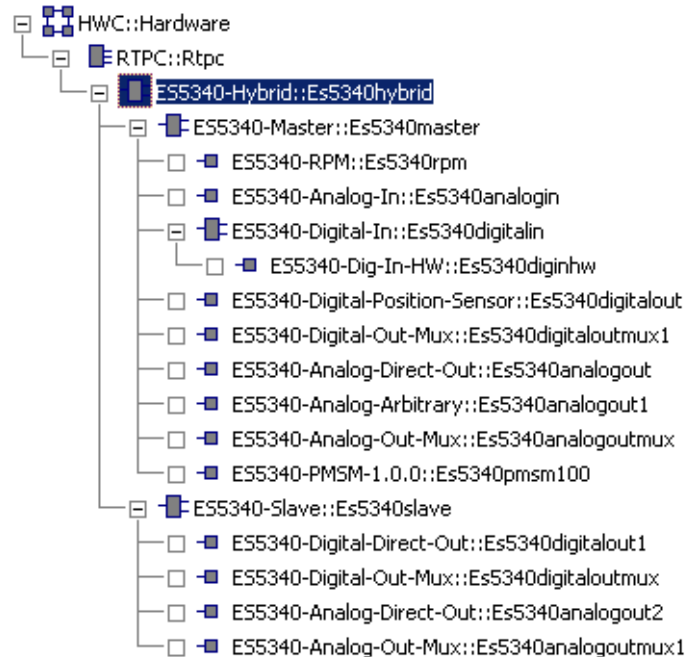 HWC::Hardware
RTPC::Rtpc
ES5340-Hybrid::Es5340hybrid
ES5340-Master::Es5340master
ES5340-RPM::Es5340rpm
ES5340-Analog-In::Es5340analogin
ES5340-Digital-In::Es5340digitalin
ES5340-Dig-In-HW::Es5340diginhw
ES5340-Digital-Position-Sensor::Es5340digitalout
ES5340-Digital-Out-Mux::Es5340digitaloutmux1
ES5340-Analog-Direct-Out::Es5340analogout
ES5340-Analog-Arbitrary::Es5340analogout1
ES5340-Analog-Out-Mux::Es5340analogoutmux
ES5340-PMSM-1.0.0::Es5340pmsm100
ES5340-Slave::Es5340slave
ES5340-Digital-Direct-Out::Es5340digitalout1
ES5340-Digital-Out-Mux::Es5340digitaloutmux
ES5340-Analog-Direct-Out::Es5340analogout2
ES5340-Analog-Out-Mux::Es5340analogoutmux1